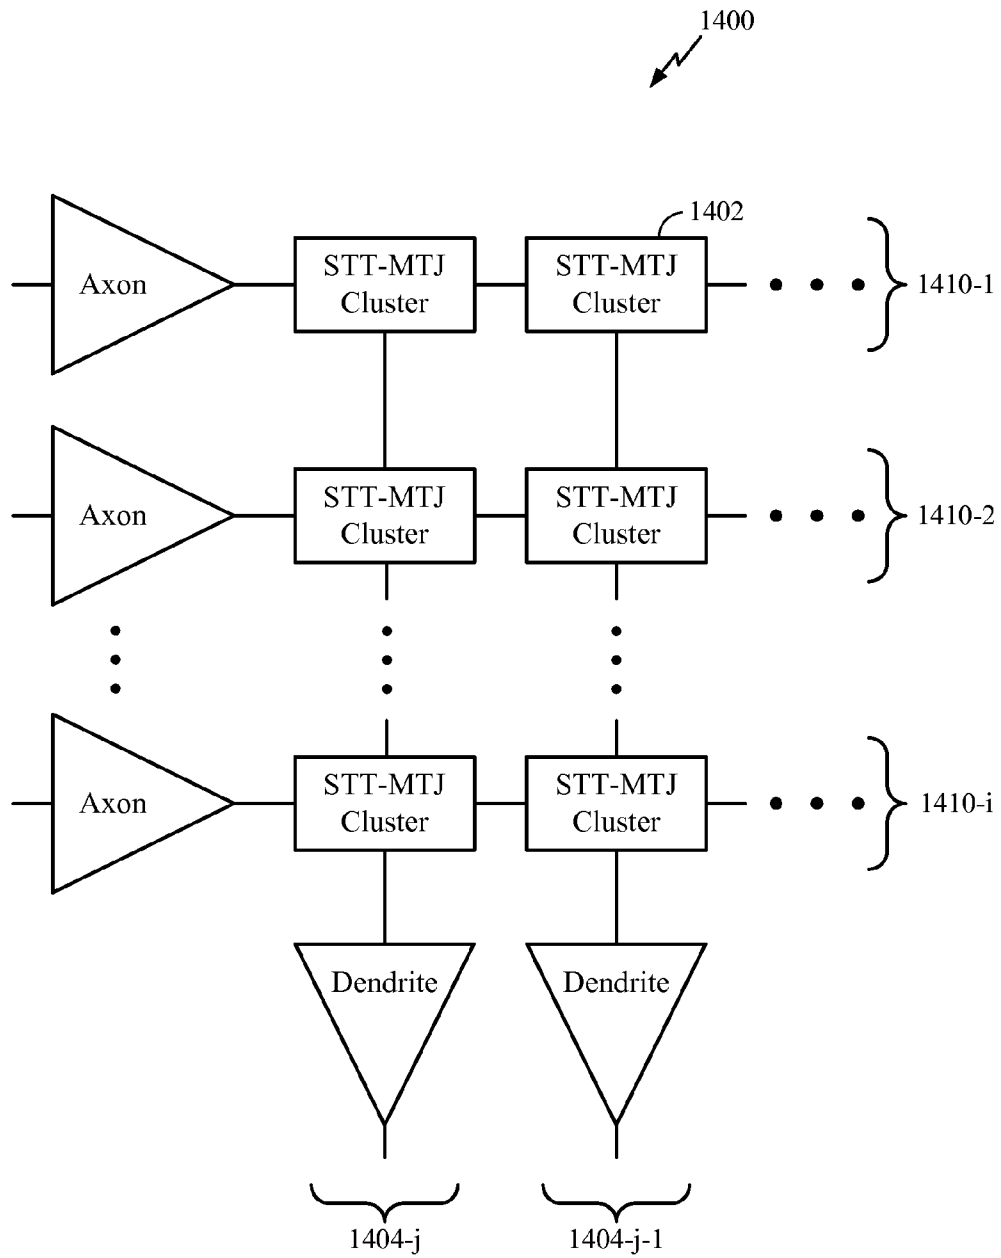 1400
1402
Axon
STT-MTJ
Cluster
STT-MTJ
Cluster
1410-1
Axon
STT-MTJ
Cluster
STT-MTJ
Cluster
1410-2
Axon
STT-MTJ
Cluster
STT-MTJ
Cluster
1410-i
Dendrite
Dendrite
1404-j
1404-j-1